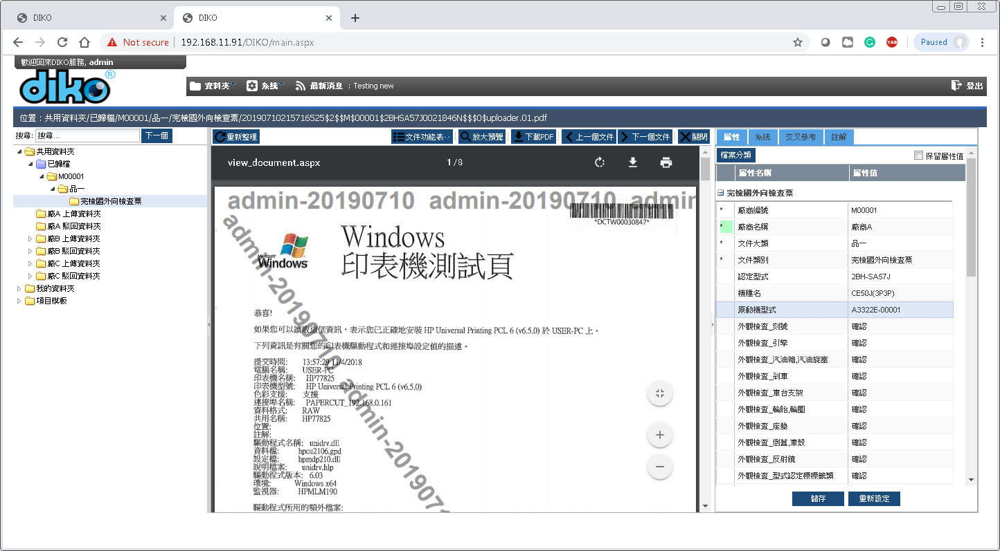 DIKO
DIKO
Not secure
192.168.11.91/DIKO/main.aspx
YAB
Paused
歡迎回來DIKO服務, admin
diko®
資料夾
系統
最新消息 : Testing new
登出
位置：共用資料夾/已歸檔/M00001/品一/完檢國外向檢查票/20190710215716525$2$$M$00001$2BHSA57J0021846N$$$0$uploader.01.pdf
搜尋:
搜尋...
下一個
共用資料夾
已歸檔
M00001
品一
完檢國外向檢查票
廠A 上傳資料夾
廠A 駁回資料夾
廠B 上傳資料夾
廠B 駁回資料夾
廠C 上傳資料夾
廠C 駁回資料夾
我的資料夾
項目模板
重新整理
文件功能表
放大預覽
下載PDF
上一個文件
下一個文件
關閉
view_document.aspx
1 / 8
admin-20190710 admin-20190710 admin
*DCTW00030847*
admin-20190710 admin-20190710
Microsoft
Windows
Windows
印表機測試頁
恭喜!
如果您可以讀取這個資訊，表示您已正確地安裝 HP Universal Printing PCL 6 (v6.5.0) 於 USER-PC 上。
下列資訊是有關您的印表機驅動程式和連接埠設定值的描述。
提交時間: 13:57:29 11/4/2018
電腦名稱: USER-PC
印表機名稱: HP77825
印表機型號: HP Universal Printing PCL 6 (v6.5.0)
色彩支援: 支援
連接埠名稱: PAPERCUT_192.168.0.161
資料格式: RAW
共用名稱: HP77825
位置:
註解:
驅動程式名稱: unidrv.dll
資料檔: hpcu2106.gpd
設定檔: hpmdp210.dll
說明檔案: unidrv.hlp
驅動程式版本: 6.03
環境: Windows x64
監視器: HPMLM190
驅動程式所用的額外檔案:
屬性
系統
交叉參考
註解
檔案分類
保留屬性值
屬性名稱 屬性值
完檢國外向檢查票
* 廠商編號 M00001
* 廠商名稱 廠商A
* 文件大類 品一
* 文件類別 完檢國外向檢查票
認定型式 2BH-SA57J
機種名 CE50J(3P3P)
原動機型式 A3322E-00001
外觀檢查_刻號 確認
外觀檢查_引擎 確認
外觀檢查_汽油箱,汽油旋塞 確認
外觀檢查_剎車 確認
外觀檢查_車台支架 確認
外觀檢查_輪胎,輪圈 確認
外觀檢查_座墊 確認
外觀檢查_側蓋,車殼 確認
外觀檢查_反射鏡 確認
外觀檢查_型式認定標標籤類 確認
儲存
重新設定